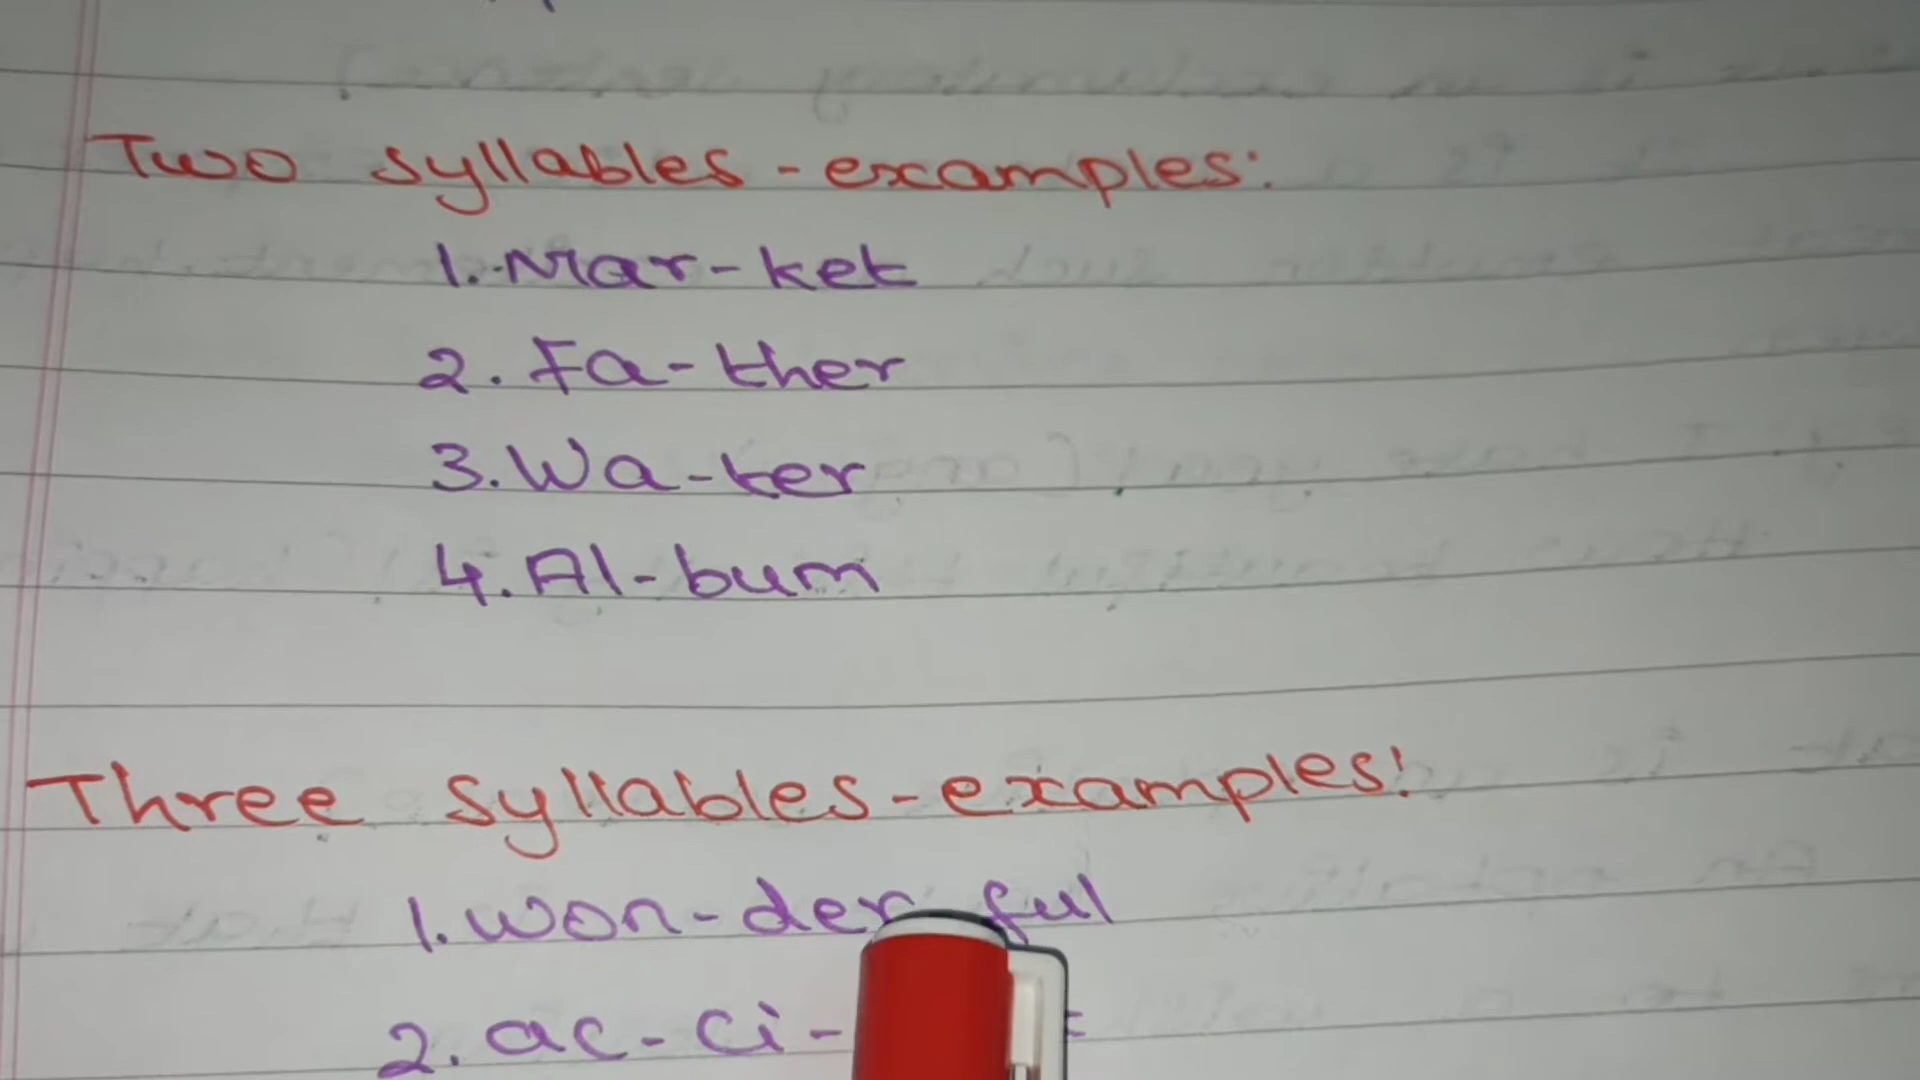 Two syllables - examples:
1. Mar-ket
2. Fa-ther
3. Wa-ter
4. Al-bum
Three syllables - examples:
1. won-der ful
2. ac-ci-